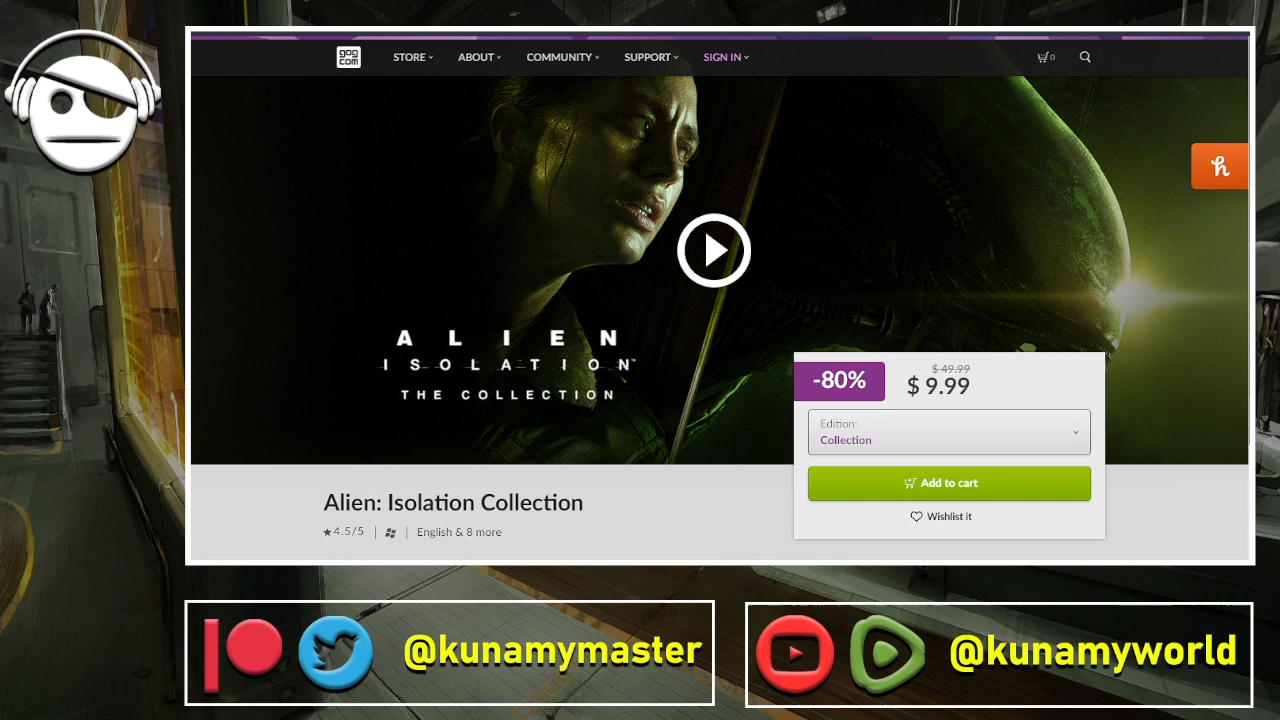 gog
com
STORE
ABOUT
COMMUNITY
SUPPORT
SIGN IN
0
h
ALIEN
ISOLATION™
THE COLLECTION
-80%
$ 49.99
$ 9.99
Edition:
Collection
Add to cart
Wishlist it
Alien: Isolation Collection
4.5/5 | | English & 8 more
@kunamymaster
@kunamyworld